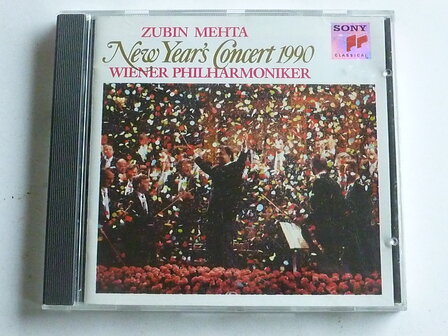 ZUBIN MEHTA
New Year's Concert 1990
WIENER PHILHARMONIKER
SONY
CLASSICAL